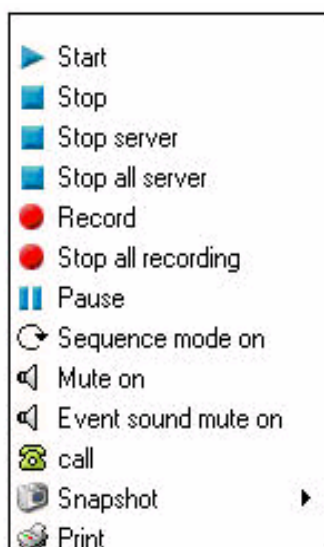 Start
Stop
Stop server
Stop all server
Record
Stop all recording
Pause
Sequence mode on
Mute on
Event sound mute on
call
Snapshot
Print